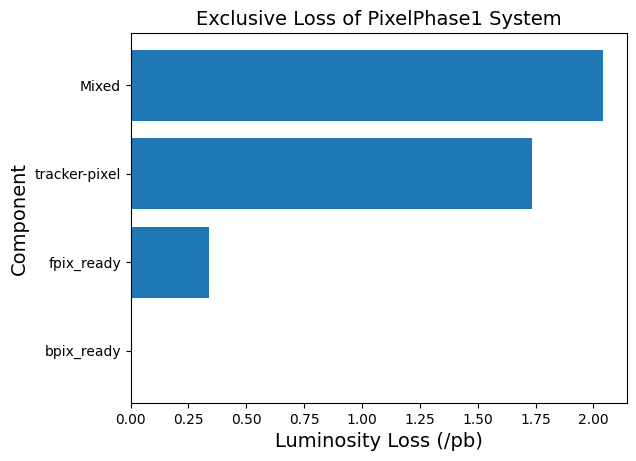 Exclusive Loss of PixelPhase1 System
Component
Mixed
tracker-pixel
fpix_ready
bpix_ready
0.00 0.25 0.50 0.75 1.00 1.25 1.50 1.75 2.00
Luminosity Loss (/pb)